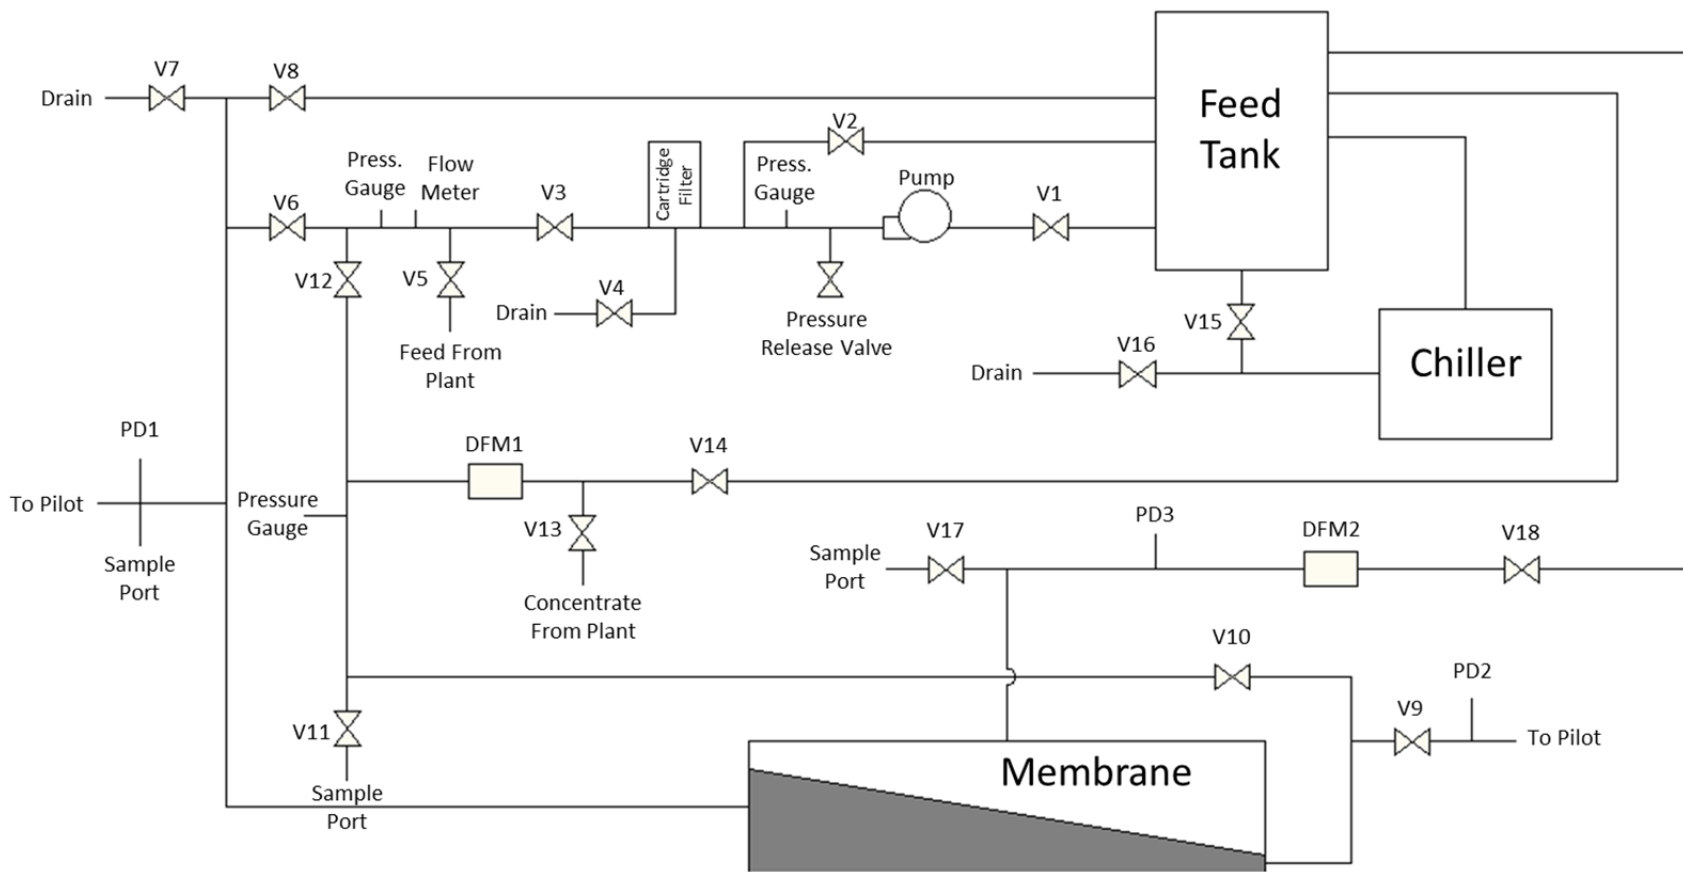 V7
V8
Drain
Feed
Tank
V2
Press.
Gauge
Flow
Meter
V3
Cartridge
Filter
Press.
Gauge
Pump
V1
V6
V12
V5
V4
Drain
Feed From
Plant
Pressure
Release Valve
V15
V16
Drain
Chiller
PD1
To Pilot
Sample
Port
Pressure
Gauge
DFM1
V14
V13
Concentrate
From Plant
V17
Sample
Port
PD3
DFM2
V18
V10
PD2
V9
To Pilot
V11
Sample
Port
Membrane